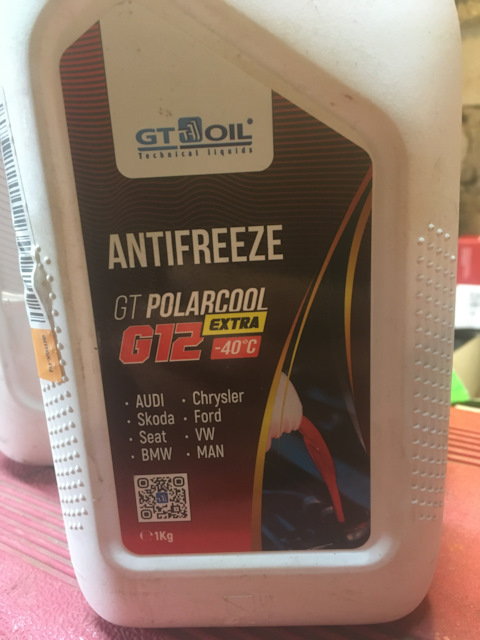 GT OIL
Technical liquids
ANTIFREEZE
GT POLARCOOL
G12 EXTRA
-40°C
· AUDI · Chrysler
· Skoda · Ford
· Seat · VW
· BMW · MAN
℮ 1Kg